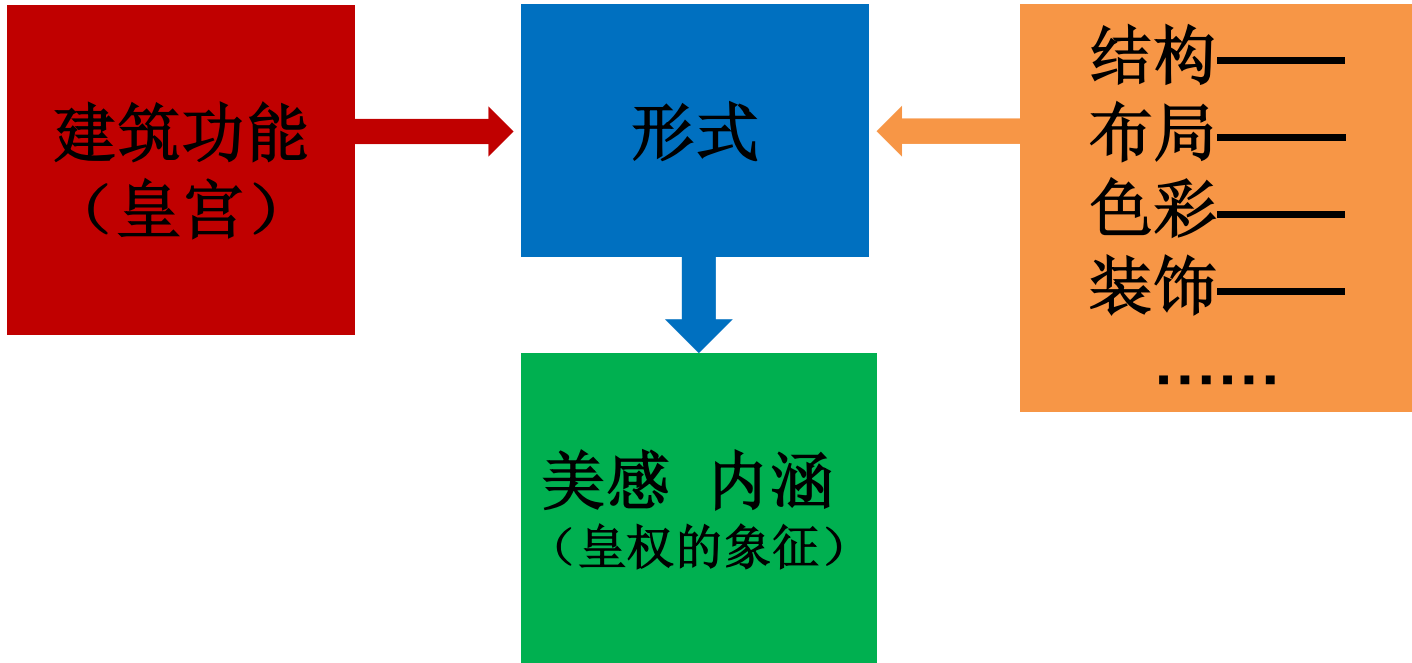 建筑功能
（皇宫）
形式
结构——
布局——
色彩——
装饰——
……
美感 内涵
（皇权的象征）